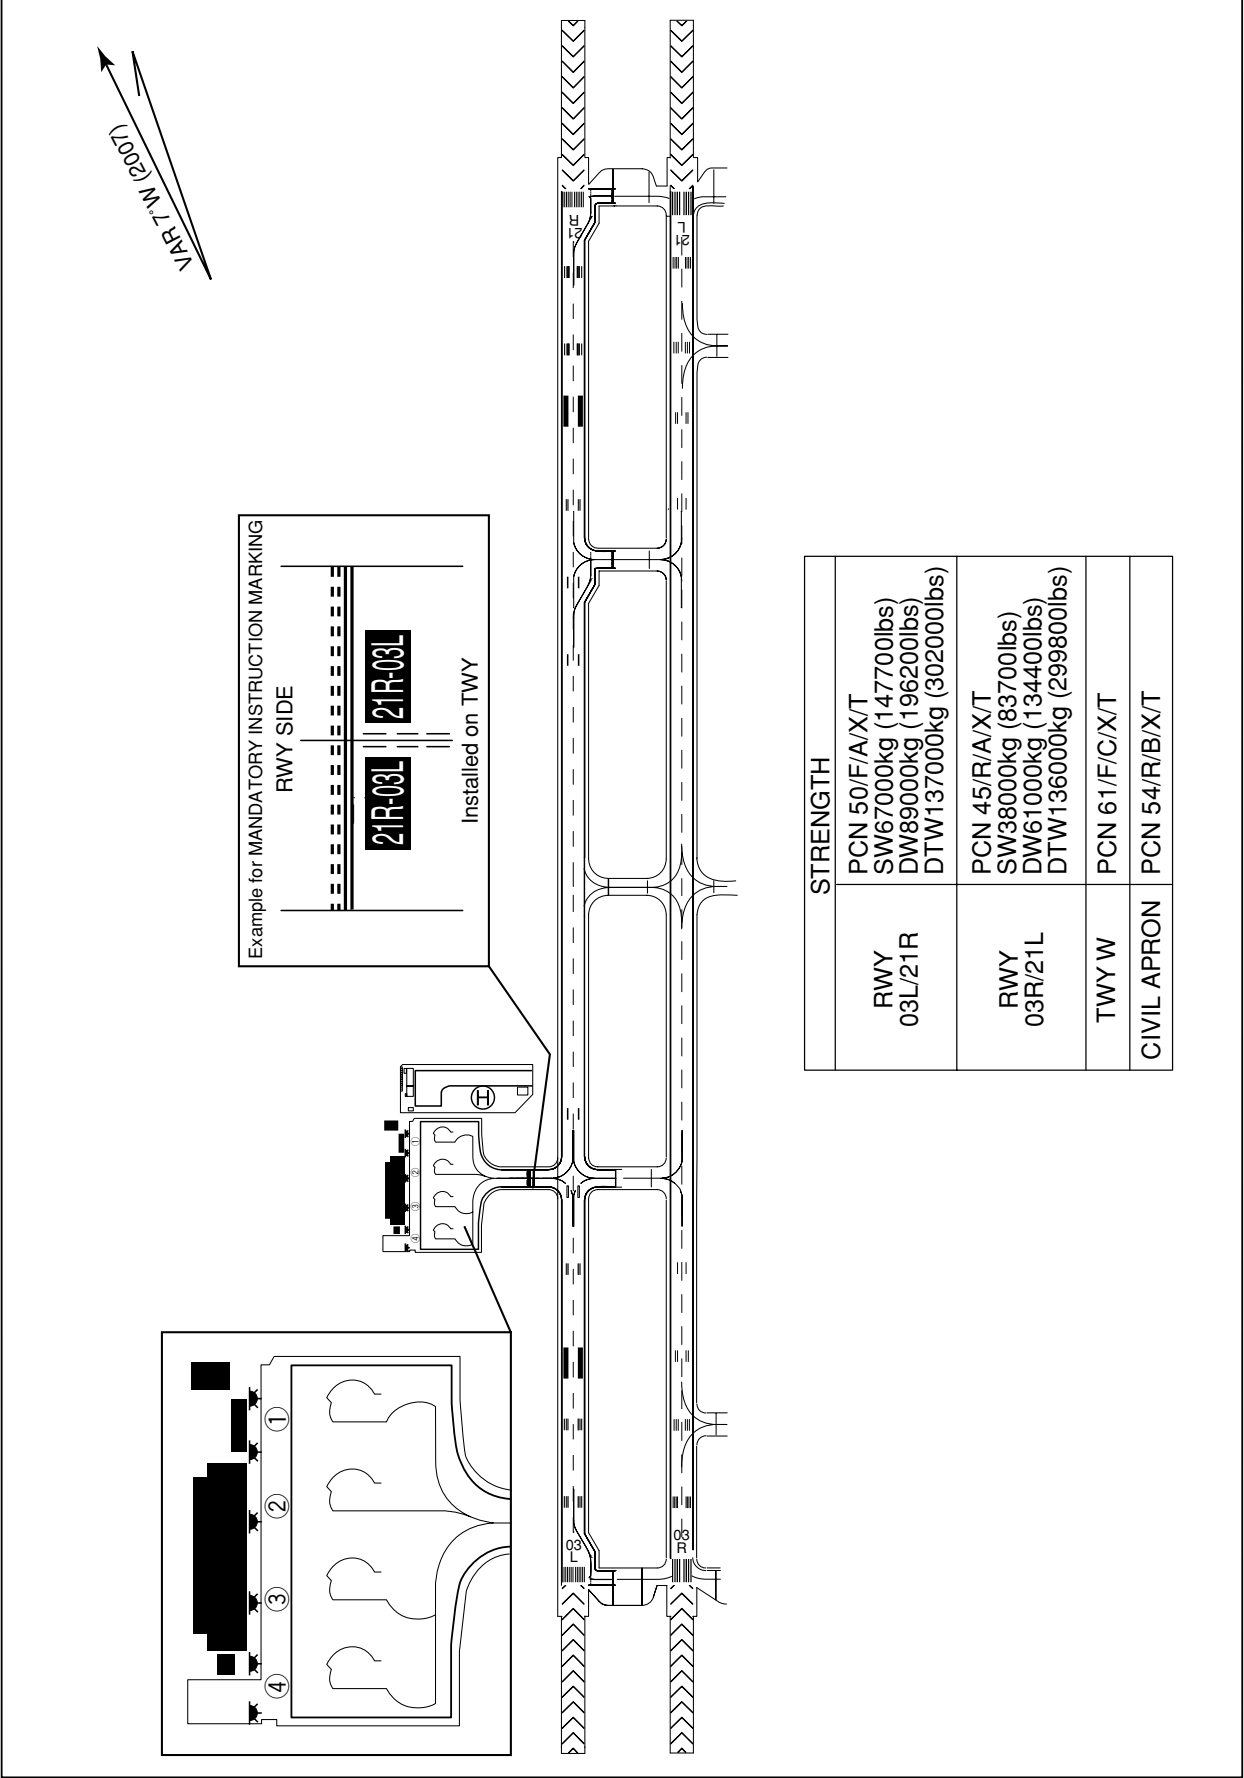 VAR 7°W (2007)
Example for MANDATORY INSTRUCTION MARKING
RWY SIDE
21R-03L
21R-03L
Installed on TWY
21
R
21
L
H
1
2
3
4
1
2
3
4
03
L
03
R
STRENGTH
RWY
03L/21R
PCN 50/F/A/X/T
SW67000kg (147700lbs)
DW89000kg (196200lbs)
DTW137000kg (302000lbs)
RWY
03R/21L
PCN 45/R/A/X/T
SW38000kg (83700lbs)
DW61000kg (134400lbs)
DTW136000kg (299800lbs)
TWY W
PCN 61/F/C/X/T
CIVIL APRON
PCN 54/R/B/X/T